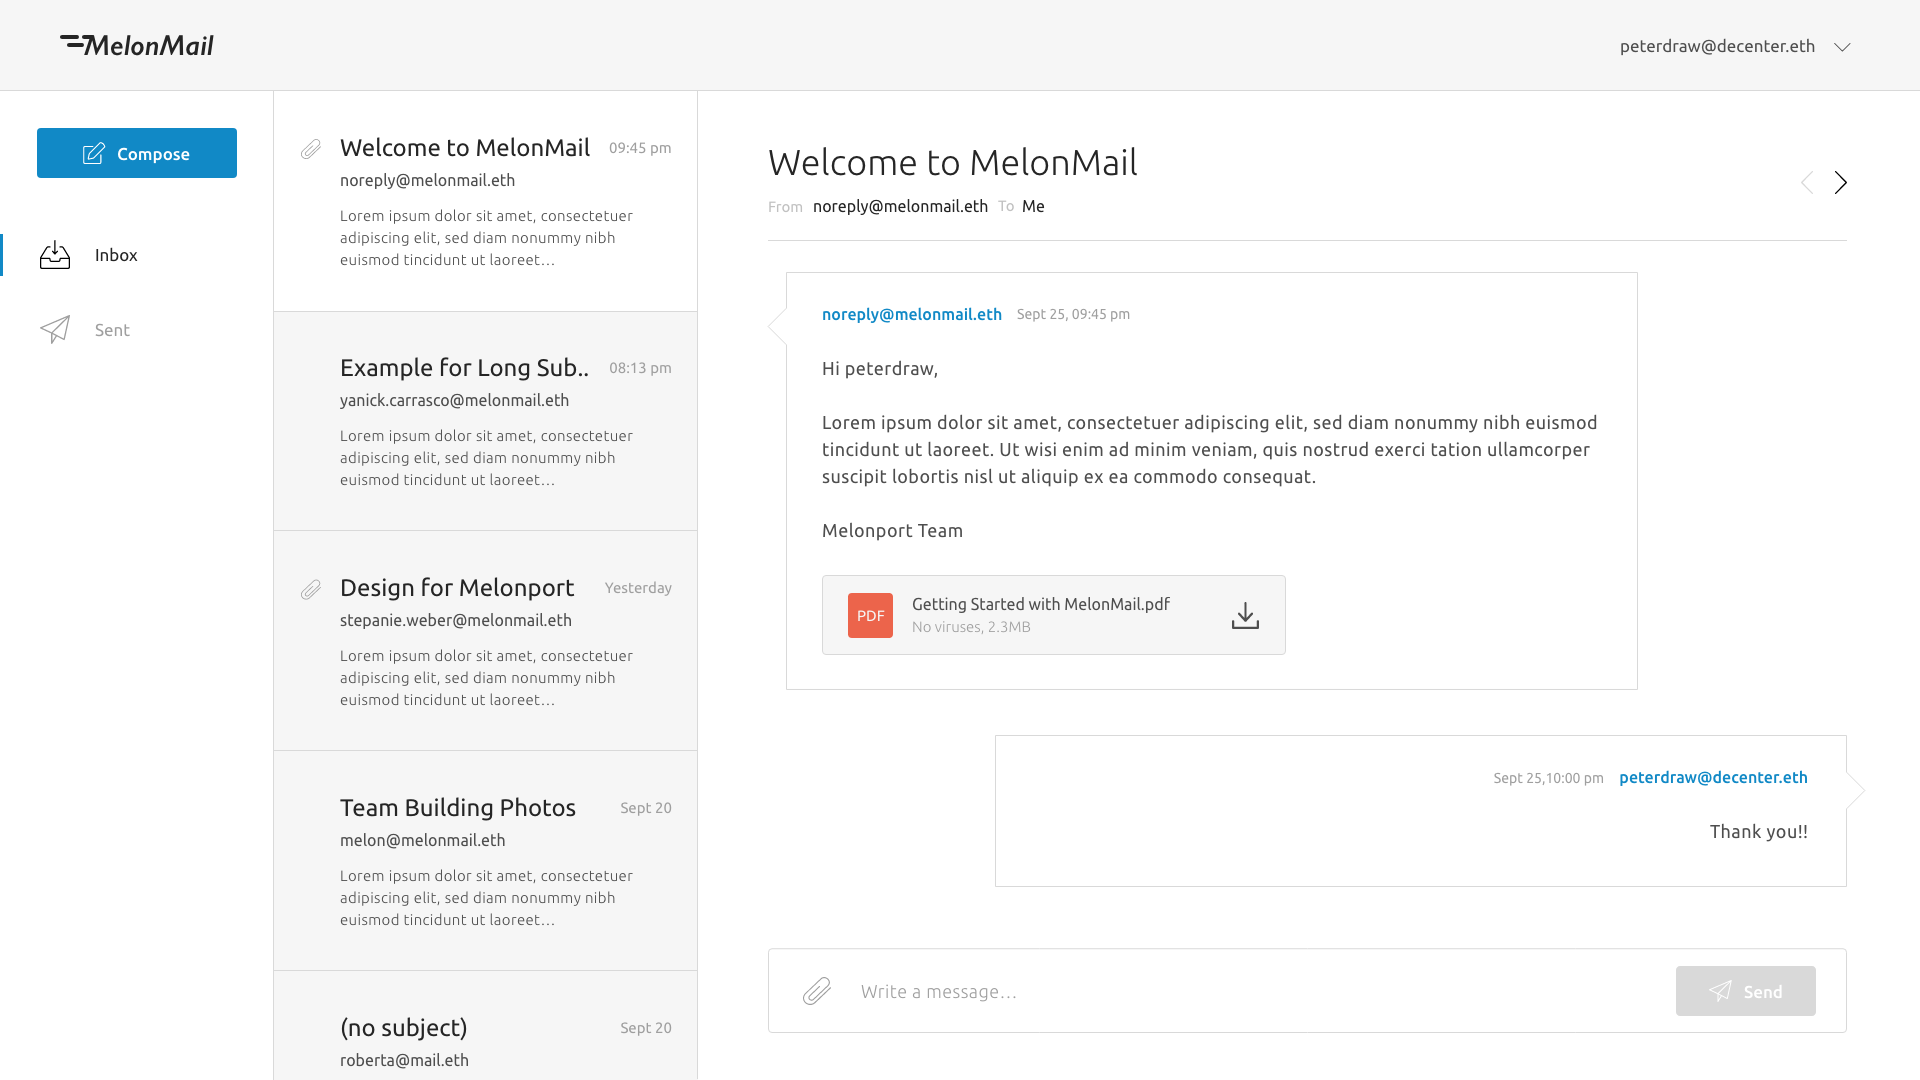 MelonMail
peterdraw@decenter.eth
Compose
Inbox
Sent
Welcome to MelonMail 09:45 pm
noreply@melonmail.eth
Lorem ipsum dolor sit amet, consectetuer
adipiscing elit, sed diam nonummy nibh
euismod tincidunt ut laoreet...
Example for Long Sub.. 08:13 pm
yanick.carrasco@melonmail.eth
Lorem ipsum dolor sit amet, consectetuer
adipiscing elit, sed diam nonummy nibh
euismod tincidunt ut laoreet...
Design for Melonport Yesterday
stepanie.weber@melonmail.eth
Lorem ipsum dolor sit amet, consectetuer
adipiscing elit, sed diam nonummy nibh
euismod tincidunt ut laoreet...
Team Building Photos Sept 20
melon@melonmail.eth
Lorem ipsum dolor sit amet, consectetuer
adipiscing elit, sed diam nonummy nibh
euismod tincidunt ut laoreet...
(no subject) Sept 20
roberta@mail.eth
Welcome to MelonMail
From noreply@melonmail.eth To Me
noreply@melonmail.eth Sept 25, 09:45 pm
Hi peterdraw,
Lorem ipsum dolor sit amet, consectetuer adipiscing elit, sed diam nonummy nibh euismod
tincidunt ut laoreet. Ut wisi enim ad minim veniam, quis nostrud exerci tation ullamcorper
suscipit lobortis nisl ut aliquip ex ea commodo consequat.
Melonport Team
PDF
Getting Started with MelonMail.pdf
No viruses, 2.3MB
Sept 25,10:00 pm peterdraw@decenter.eth
Thank you!!
Write a message...
Send